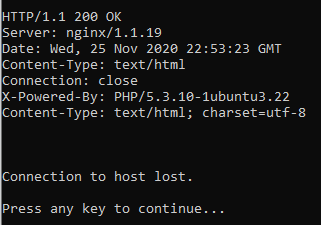 HTTP/1.1 200 OK
Server: nginx/1.1.19
Date: Wed, 25 Nov 2020 22:53:23 GMT
Content-Type: text/html
Connection: close
X-Powered-By: PHP/5.3.10-1ubuntu3.22
Content-Type: text/html; charset=utf-8
Connection to host lost.
Press any key to continue...